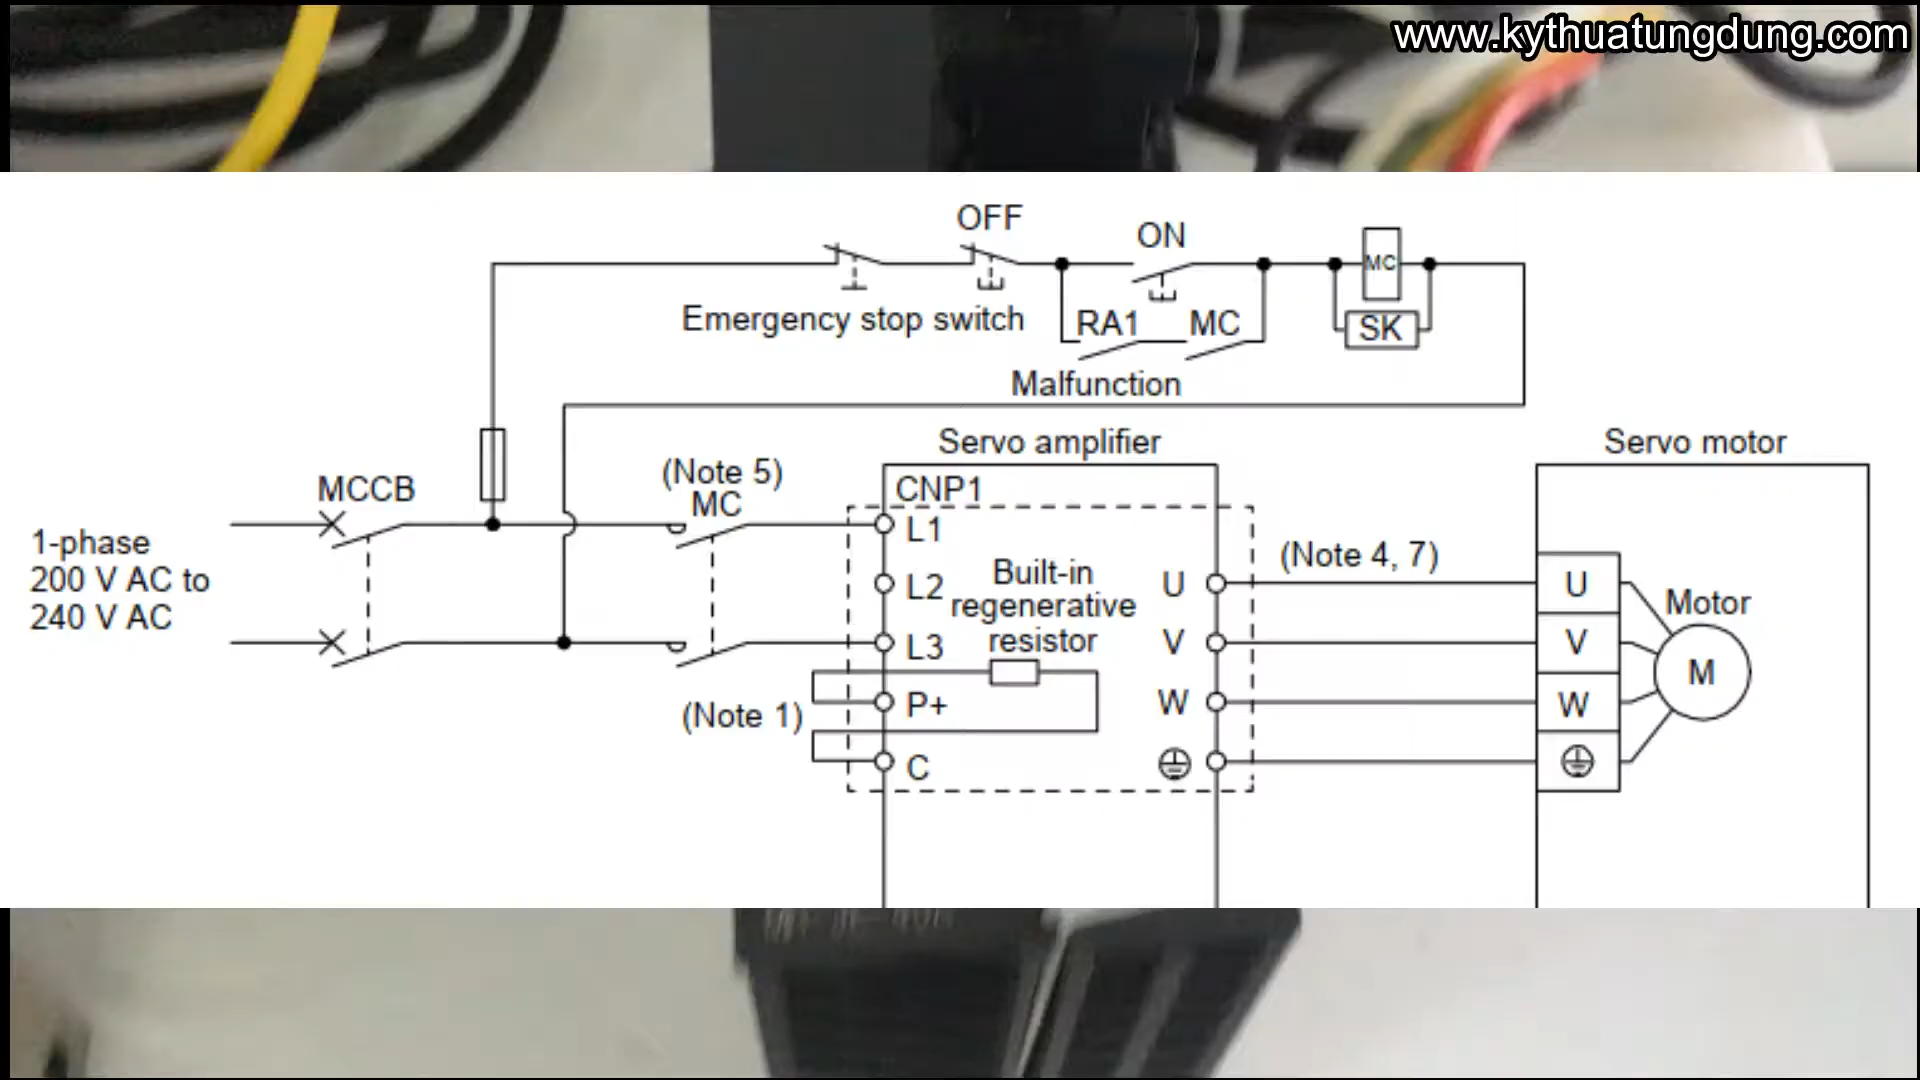 www.kythuatungdung.com
OFF
ON
MC
Emergency stop switch
RA1 MC
SK
Malfunction
Servo amplifier
Servo motor
MCCB
(Note 5)
MC
CNP1
1-phase
200 V AC to
240 V AC
L1
L2
L3
P+
C
Built-in
regenerative
resistor
(Note 1)
U
V
W
(Note 4, 7)
U
V
W
Motor
M